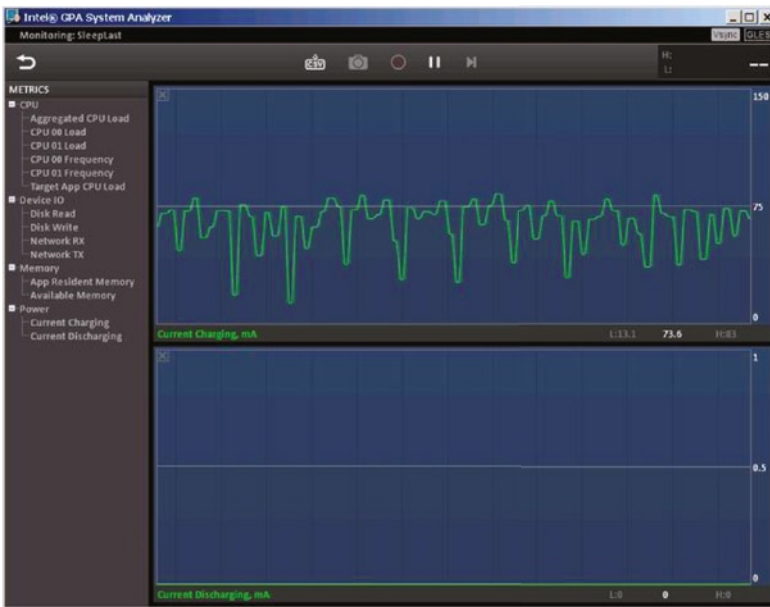 Intel® GPA System Analyzer
Monitoring: SleepLast
Vsync GLES
CSV
H:
L:
--
METRICS
CPU
Aggregated CPU Load
CPU 00 Load
CPU 01 Load
CPU 00 Frequency
CPU 01 Frequency
Target App CPU Load
Device IO
Disk Read
Disk Write
Network RX
Network TX
Memory
App Resident Memory
Available Memory
Power
Current Charging
Current Discharging
150
75
0
Current Charging, mA L:13.1 73.6 H:83
1
0.5
0
Current Discharging, mA L:0 0 H:0